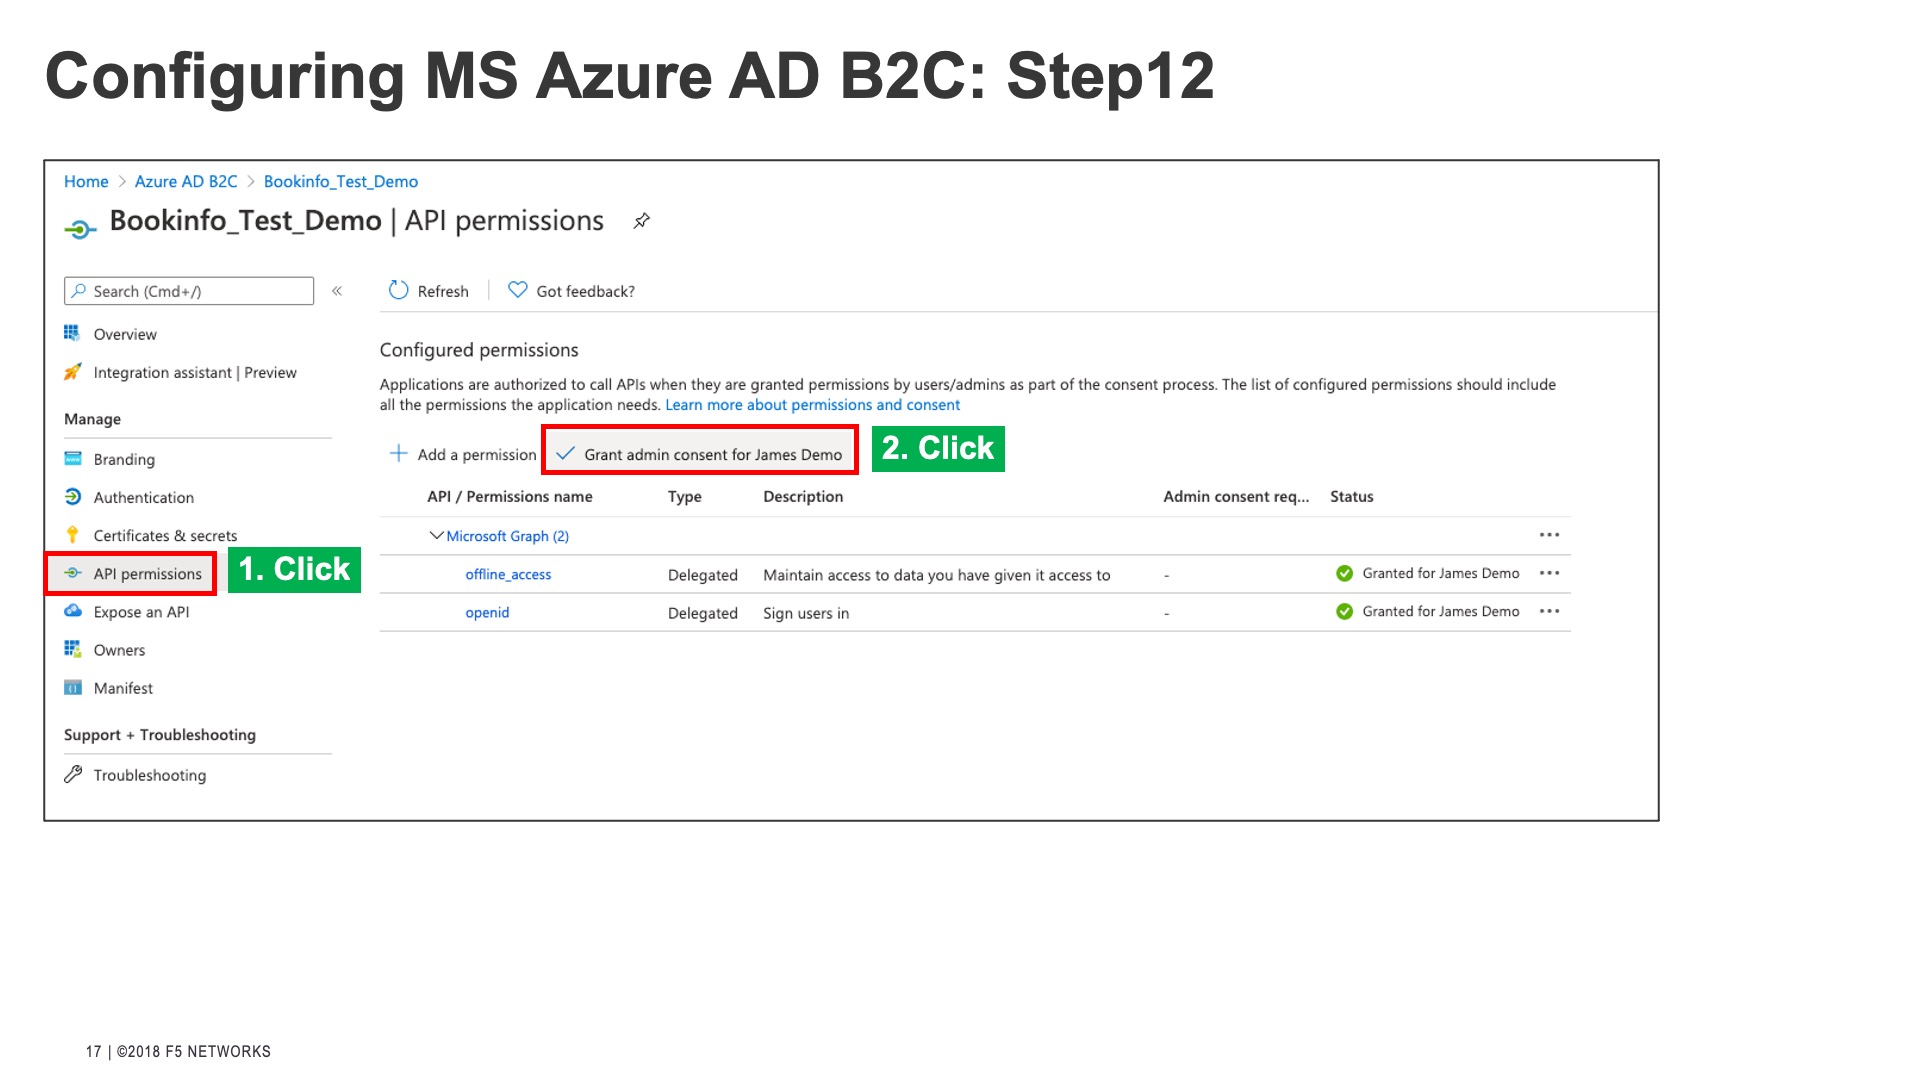 Configuring MS Azure AD B2C: Step12
Home > Azure AD B2C > Bookinfo_Test_Demo
Bookinfo_Test_Demo | API permissions
Search (Cmd+/)
«
Refresh
Got feedback?
Overview
Integration assistant | Preview
Manage
Branding
Authentication
Certificates & secrets
API permissions
1. Click
Expose an API
Owners
Manifest
Support + Troubleshooting
Troubleshooting
Configured permissions
Applications are authorized to call APIs when they are granted permissions by users/admins as part of the consent process. The list of configured permissions should include
all the permissions the application needs. Learn more about permissions and consent
Add a permission
Grant admin consent for James Demo
2. Click
API / Permissions name Type Description Admin consent req... Status
Microsoft Graph (2) ...
offline_access Delegated Maintain access to data you have given it access to - Granted for James Demo ...
openid Delegated Sign users in - Granted for James Demo ...
17 | ©2018 F5 NETWORKS